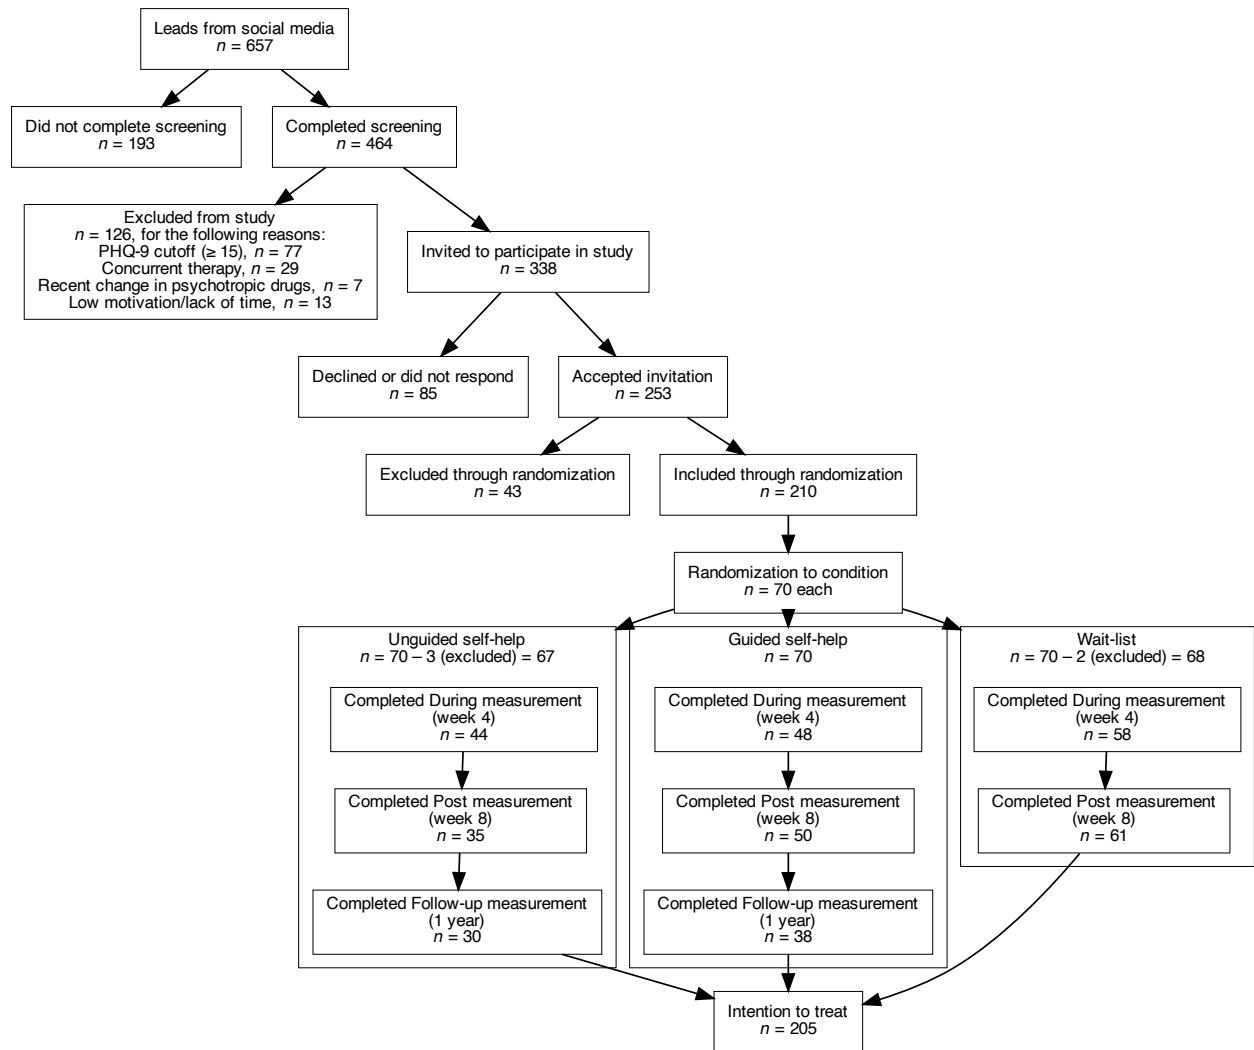 Leads from social media
n = 657
Did not complete screening
n = 193
Completed screening
n = 464
Excluded from study
n = 126, for the following reasons:
PHQ-9 cutoff (≥ 15), n = 77
Concurrent therapy, n = 29
Recent change in psychotropic drugs, n = 7
Low motivation/lack of time, n = 13
Invited to participate in study
n = 338
Declined or did not respond
n = 85
Accepted invitation
n = 253
Excluded through randomization
n = 43
Included through randomization
n = 210
Randomization to condition
n = 70 each
Unguided self-help
n = 70 – 3 (excluded) = 67
Completed During measurement
(week 4)
n = 44
Completed Post measurement
(week 8)
n = 35
Completed Follow-up measurement
(1 year)
n = 30
Guided self-help
n = 70
Completed During measurement
(week 4)
n = 48
Completed Post measurement
(week 8)
n = 50
Completed Follow-up measurement
(1 year)
n = 38
Wait-list
n = 70 – 2 (excluded) = 68
Completed During measurement
(week 4)
n = 58
Completed Post measurement
(week 8)
n = 61
Intention to treat
n = 205